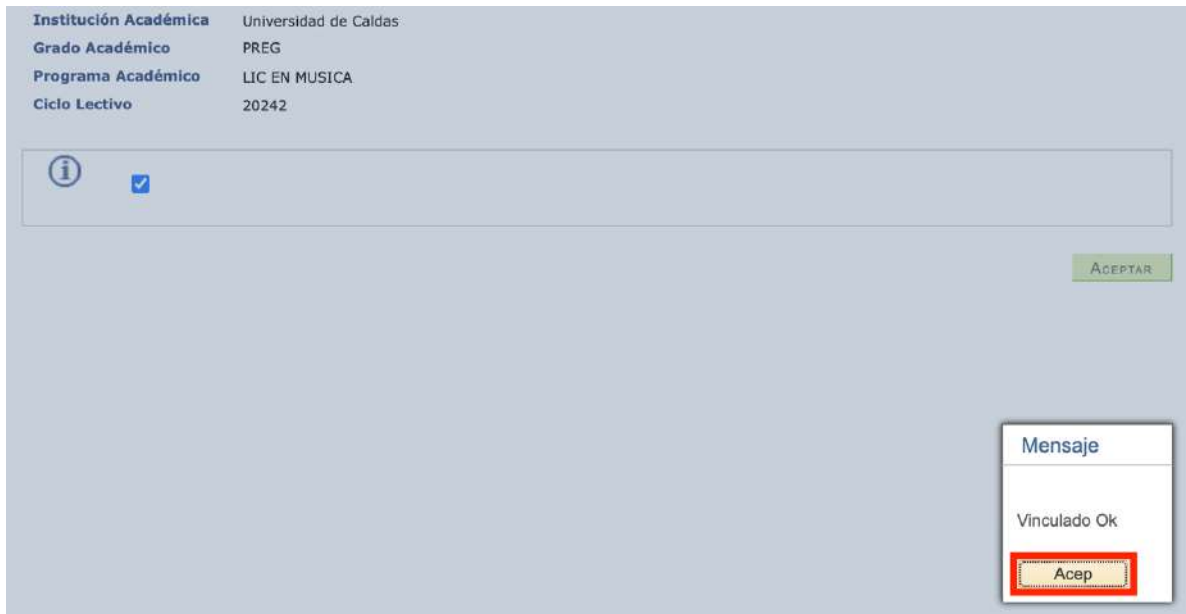 Institución Académica Universidad de Caldas
Grado Académico PREG
Programa Académico LIC EN MUSICA
Ciclo Lectivo 20242
ACEPTAR
Mensaje
Vinculado Ok
Acep